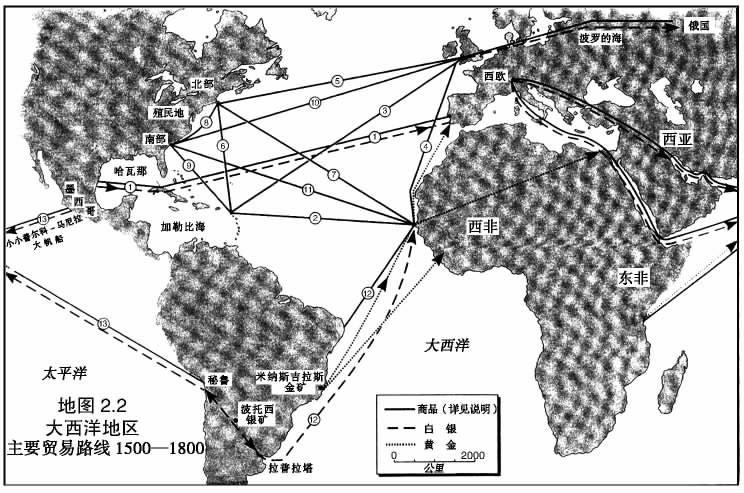 俄国
波罗的海
北部
西欧
殖民地
南部
西亚
哈瓦那
墨西哥
小小普尔科-马尼拉
大帆船
加勒比海
西非
东非
大西洋
太平洋
秘鲁
米纳斯吉拉斯
金矿
波托西
银矿
拉普拉塔
地图 2.2
大西洋地区
主要贸易路线 1500—1800
商品（详见说明）
白银
黄金
0 2000
公里
5
10
3
8
6
1
9
7
4
11
1
2
13
12
13
12